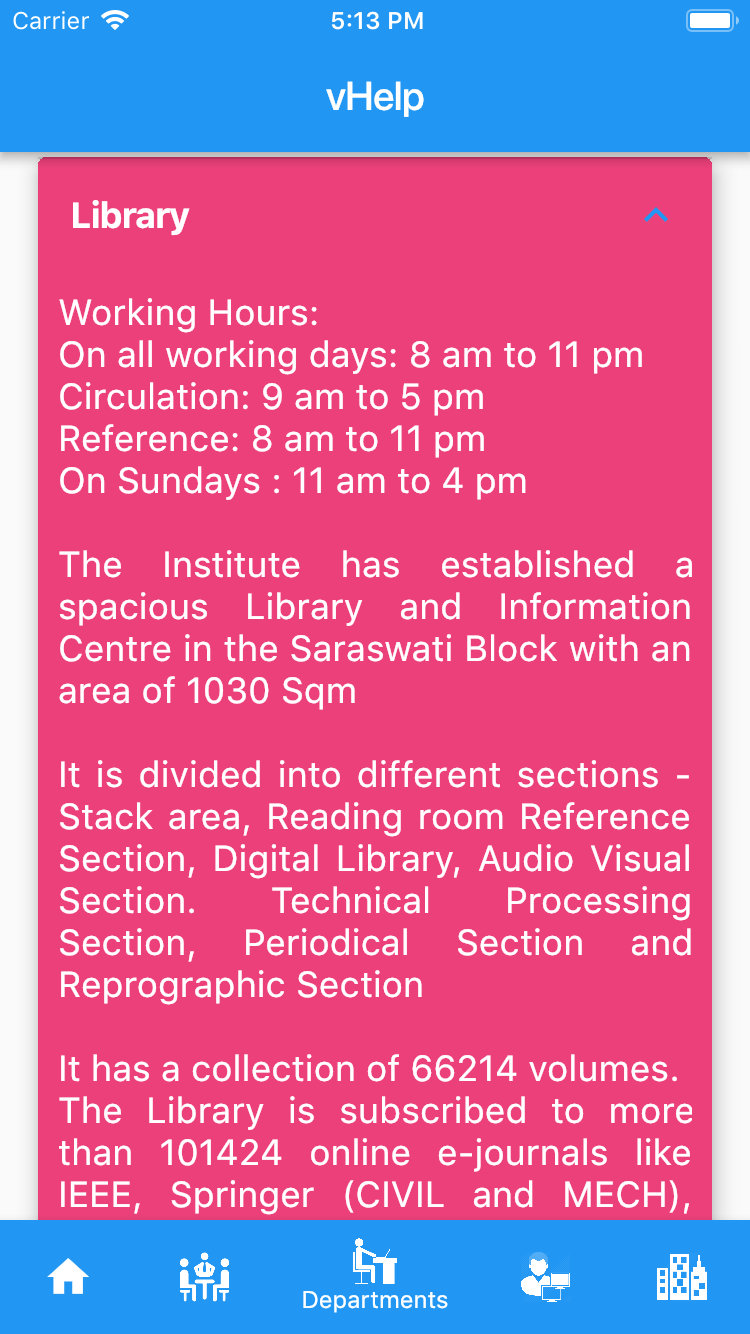 Carrier 5:13 PM
vHelp
Library
Working Hours:
On all working days: 8 am to 11 pm
Circulation: 9 am to 5 pm
Reference: 8 am to 11 pm
On Sundays : 11 am to 4 pm
The Institute has established a
spacious Library and Information
Centre in the Saraswati Block with an
area of 1030 Sqm
It is divided into different sections -
Stack area, Reading room Reference
Section, Digital Library, Audio Visual
Section. Technical Processing
Section, Periodical Section and
Reprographic Section
It has a collection of 66214 volumes.
The Library is subscribed to more
than 101424 online e-journals like
IEEE, Springer (CIVIL and MECH),
Departments